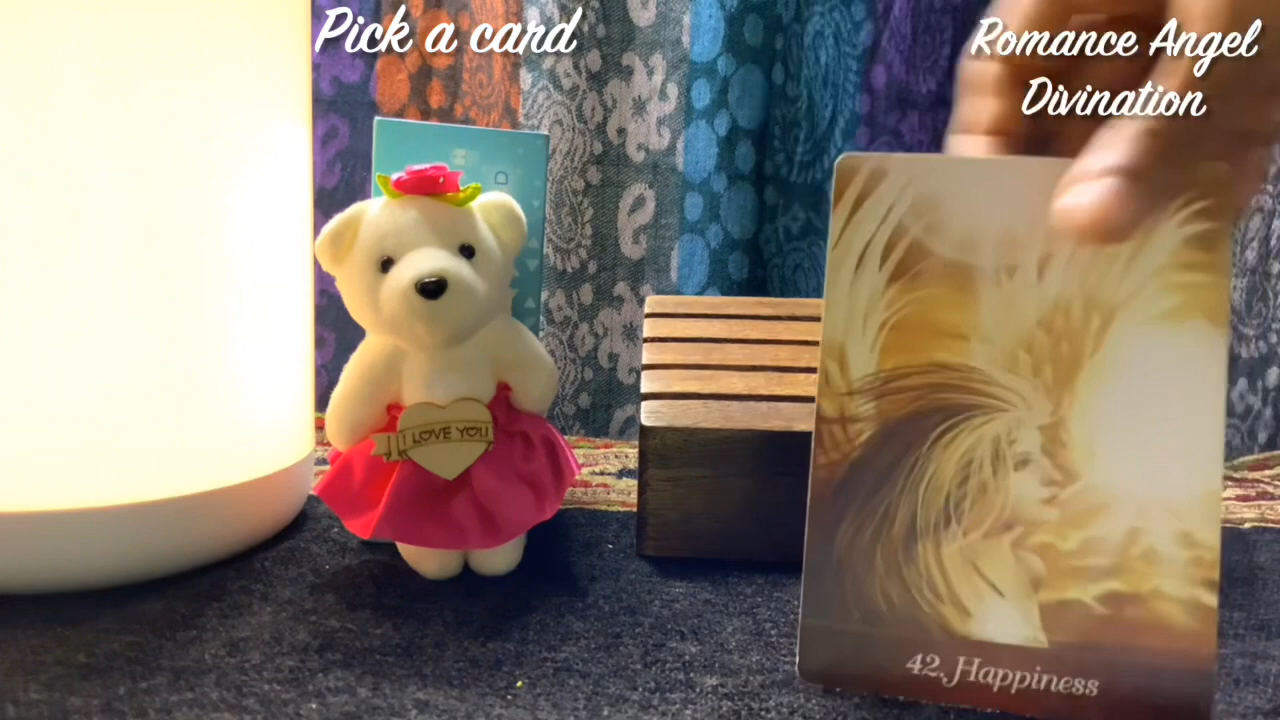 Pick a card
Romance Angel
Divination
I LOVE YOU
42. Happiness